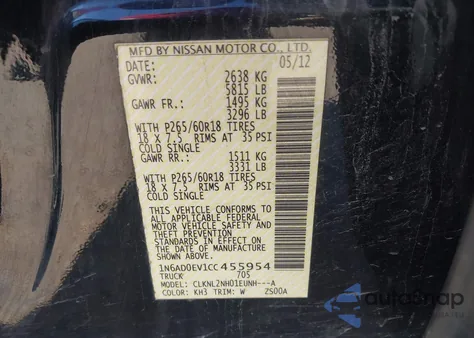 MFD BY NISSAN MOTOR CO., LTD.
DATE: 05/12
GVWR: 2638 KG
5815 LB
GAWR FR.: 1495 KG
3296 LB
WITH P265/60R18 TIRES
18 X 7.5 RIMS AT 35 PSI
COLD SINGLE
GAWR RR.: 1511 KG
3331 LB
WITH P265/60R18 TIRES
18 X 7.5 RIMS AT 35 PSI
COLD SINGLE
THIS VEHICLE CONFORMS TO
ALL APPLICABLE FEDERAL
MOTOR VEHICLE SAFETY AND
THEFT PREVENTION
STANDARDS IN EFFECT ON
THE DATE OF MANUFACTURE
SHOWN ABOVE.
1N6AD0EV1CC455954
TRUCK 705
MODEL: CLKNL2NH01EUNH---A
COLOR: KH3 TRIM: W ZS00A
auto2snap